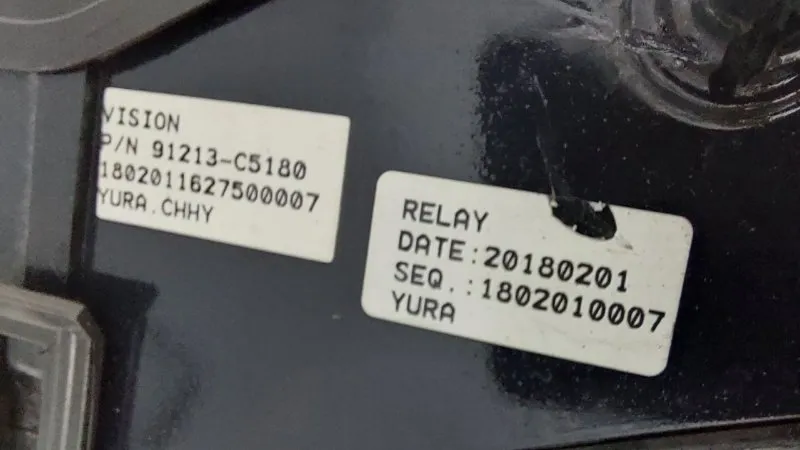 VISION
P/N 91213-C5180
1802011627500007
YURA.CHHY
RELAY
DATE:20180201
SEQ.:1802010007
YURA